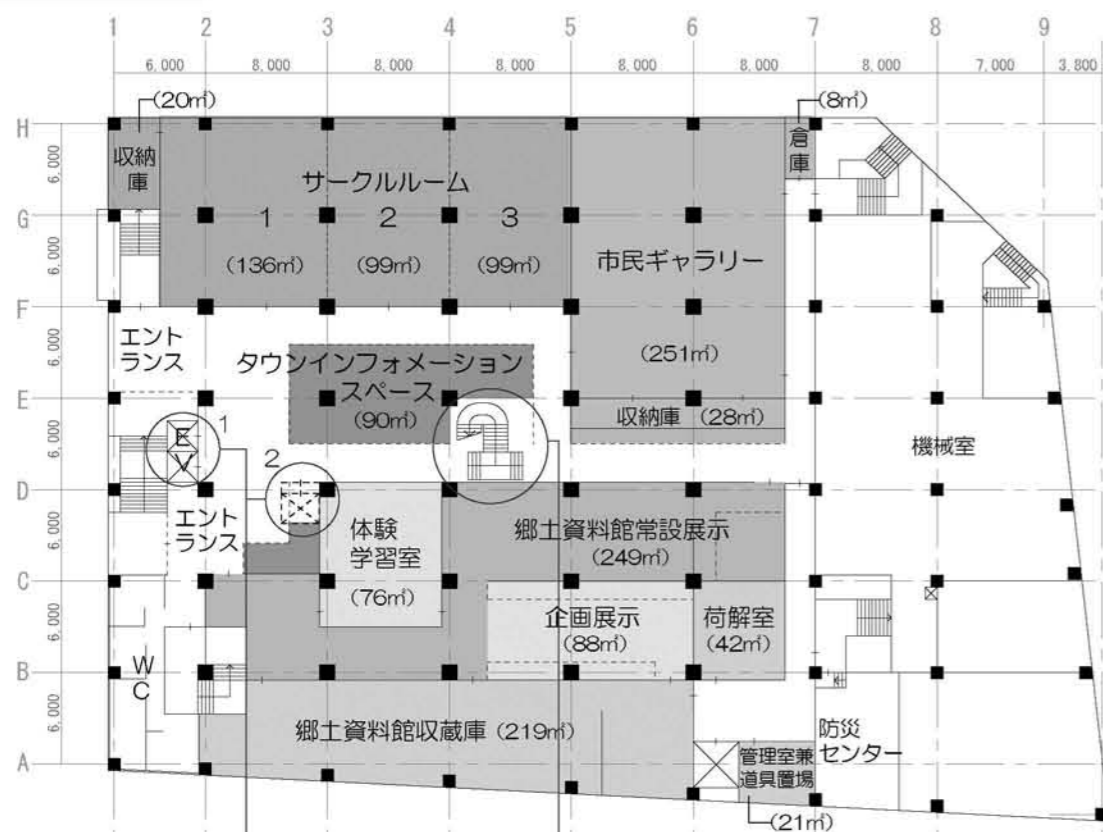 1 2 3 4 5 6 7 8 9
6,000 8,000 8,000 8,000 8,000 8,000 8,000 7,000 3,800
(20㎡)
(8㎡)
H
収納
庫
倉
庫
6,000
サークルルーム
G
1 2 3
(136㎡) (99㎡) (99㎡)
市民ギャラリー
6,000
F
エント
ランス
タウンインフォメーション
スペース
(90㎡)
(251㎡)
6,000
E
収納庫 (28㎡)
1
EV
2
機械室
6,000
D
エント
ランス
体験
学習室
(76㎡)
郷土資料館常設展示
(249㎡)
6,000
C
企画展示
(88㎡)
荷解室
(42㎡)
6,000
B
W
C
郷土資料館収蔵庫 (219㎡)
防災
センター
6,000
A
管理室兼
道具置場
(21㎡)